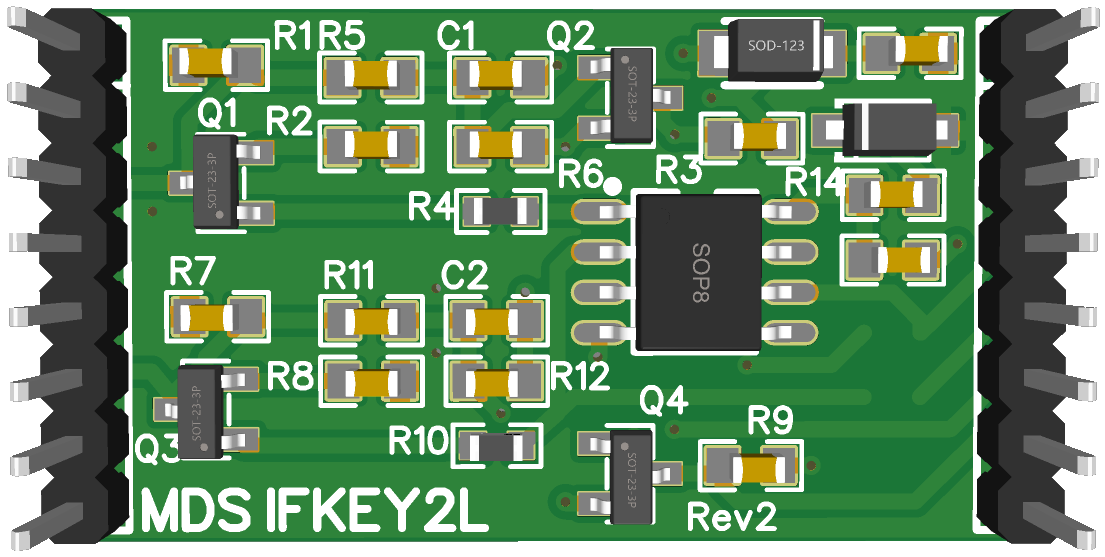 R1
R5
C1
Q2
SOD-123
Q1
R2
SOT-23-3P
SOT-23-3P
R6
R3
R14
R4
SOP8
R7
R11
C2
R8
R12
SOT-23-3P
Q4
R9
Q3
R10
SOT-23-3P
MDS IFKEY2L
Rev2